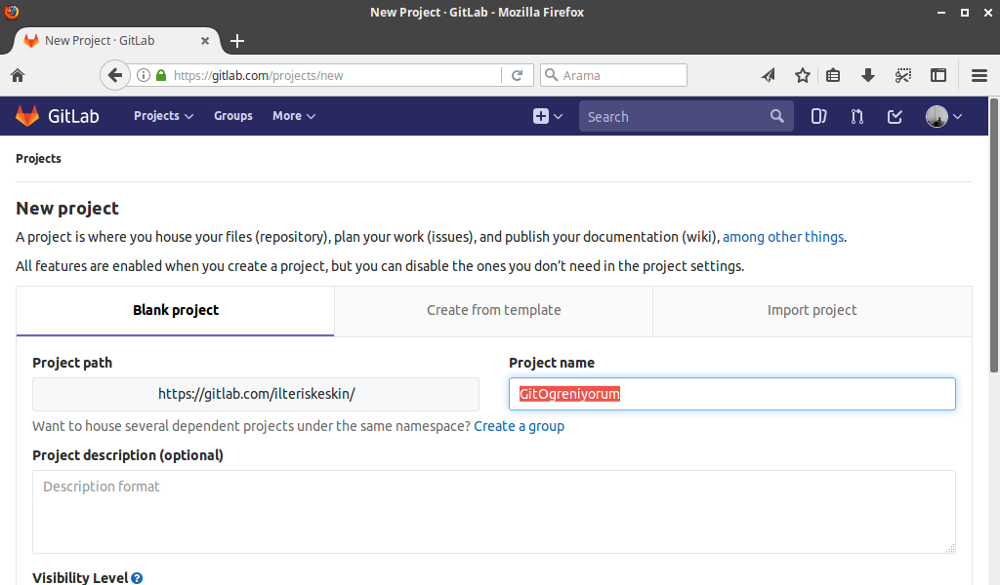 New Project · GitLab - Mozilla Firefox
New Project · GitLab
https://gitlab.com/projects/new
Arama
GitLab
Projects
Groups
More
Search
Projects
New project
A project is where you house your files (repository), plan your work (issues), and publish your documentation (wiki), among other things.
All features are enabled when you create a project, but you can disable the ones you don’t need in the project settings.
Blank project
Create from template
Import project
Project path
Project name
https://gitlab.com/ilteriskeskin/
GitOgreniyorum
Want to house several dependent projects under the same namespace? Create a group
Project description (optional)
Description format
Visibility Level